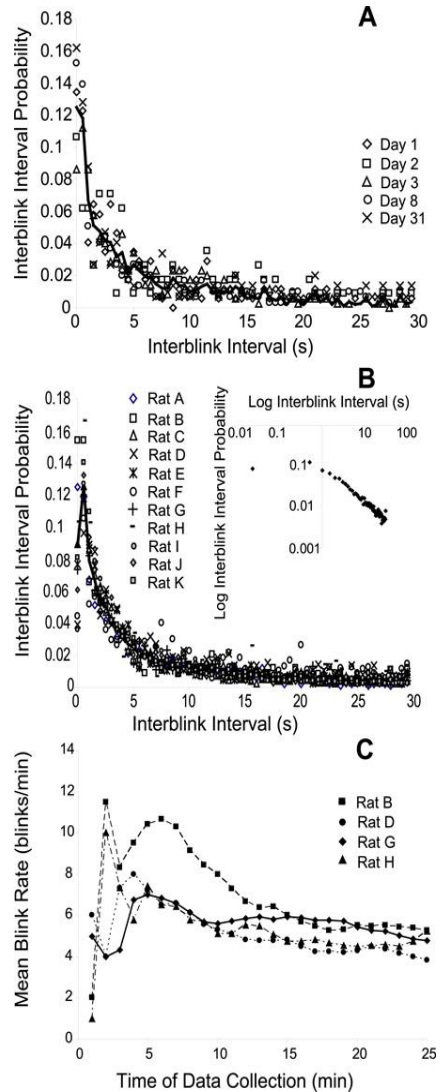 A
0.18
0.16
0.14
0.12
0.1
0.08
0.06
0.04
0.02
0
Interblink Interval Probability
Day 1
Day 2
Day 3
Day 8
Day 31
0 5 10 15 20 25 30
Interblink Interval (s)
B
0.18
0.16
0.14
0.12
0.1
0.08
0.06
0.04
0.02
0
Interblink Interval Probability
Rat A
Rat B
Rat C
Rat D
Rat E
Rat F
Rat G
Rat H
Rat I
Rat J
Rat K
Log Interblink Interval (s)
0.01 0.1 1 10 100
0.1
0.01
0.001
Log Interblink Interval Probability
0 5 10 15 20 25 30
Interblink Interval (s)
C
14
12
10
8
6
4
2
0
Mean Blink Rate (blinks/min)
Rat B
Rat D
Rat G
Rat H
0 5 10 15 20 25
Time of Data Collection (min)